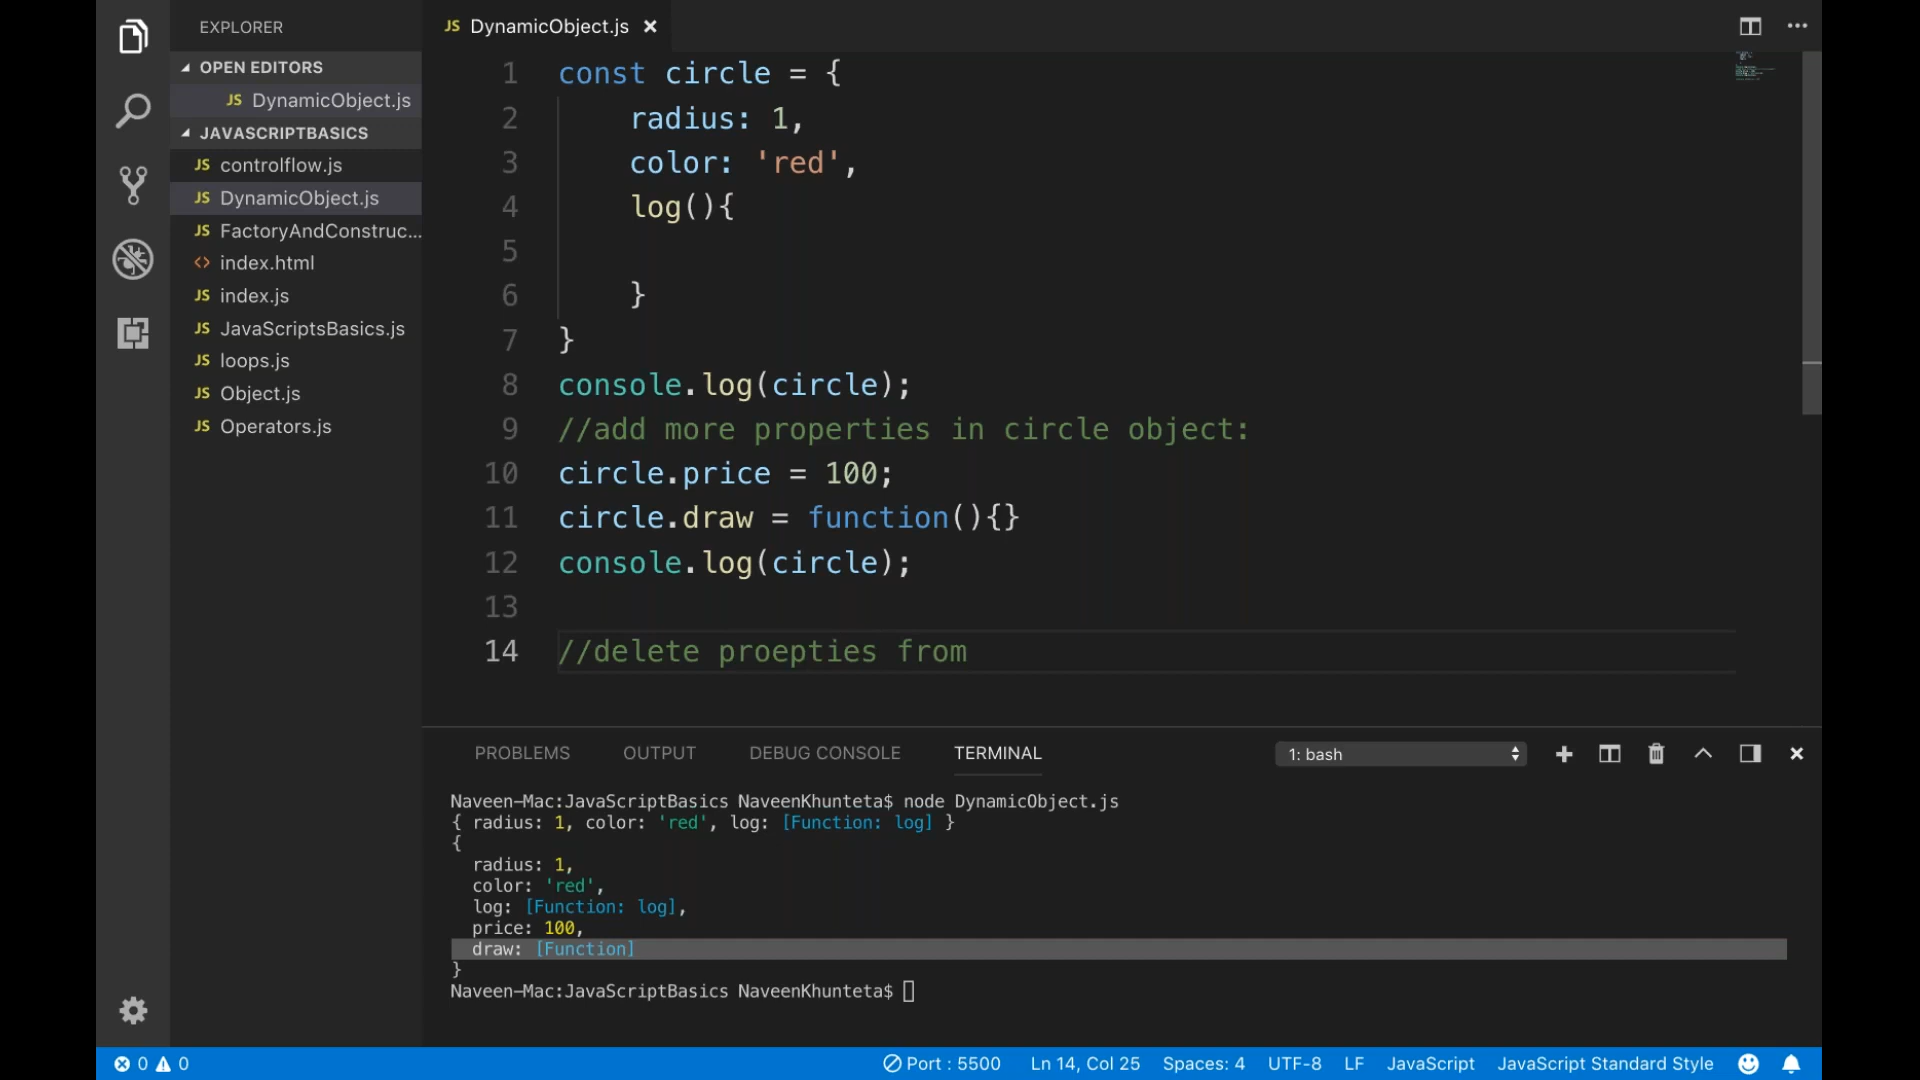 EXPLORER
OPEN EDITORS
JS DynamicObject.js
JAVASCRIPTBASICS
JS controlflow.js
JS DynamicObject.js
JS FactoryAndConstruc...
<> index.html
JS index.js
JS JavaScriptsBasics.js
JS loops.js
JS Object.js
JS Operators.js
JS DynamicObject.js
1 const circle = {
2 radius: 1,
3 color: 'red',
4 log(){
5
6 }
7 }
8 console.log(circle);
9 //add more properties in circle object:
10 circle.price = 100;
11 circle.draw = function(){}
12 console.log(circle);
13
14 //delete proepties from
PROBLEMS OUTPUT DEBUG CONSOLE TERMINAL 1: bash
Naveen-Mac:JavaScriptBasics NaveenKhunteta$ node DynamicObject.js
{ radius: 1, color: 'red', log: [Function: log] }
{
radius: 1,
color: 'red',
log: [Function: log],
price: 100,
draw: [Function]
}
Naveen-Mac:JavaScriptBasics NaveenKhunteta$
0 0 Port : 5500 Ln 14, Col 25 Spaces: 4 UTF-8 LF JavaScript JavaScript Standard Style